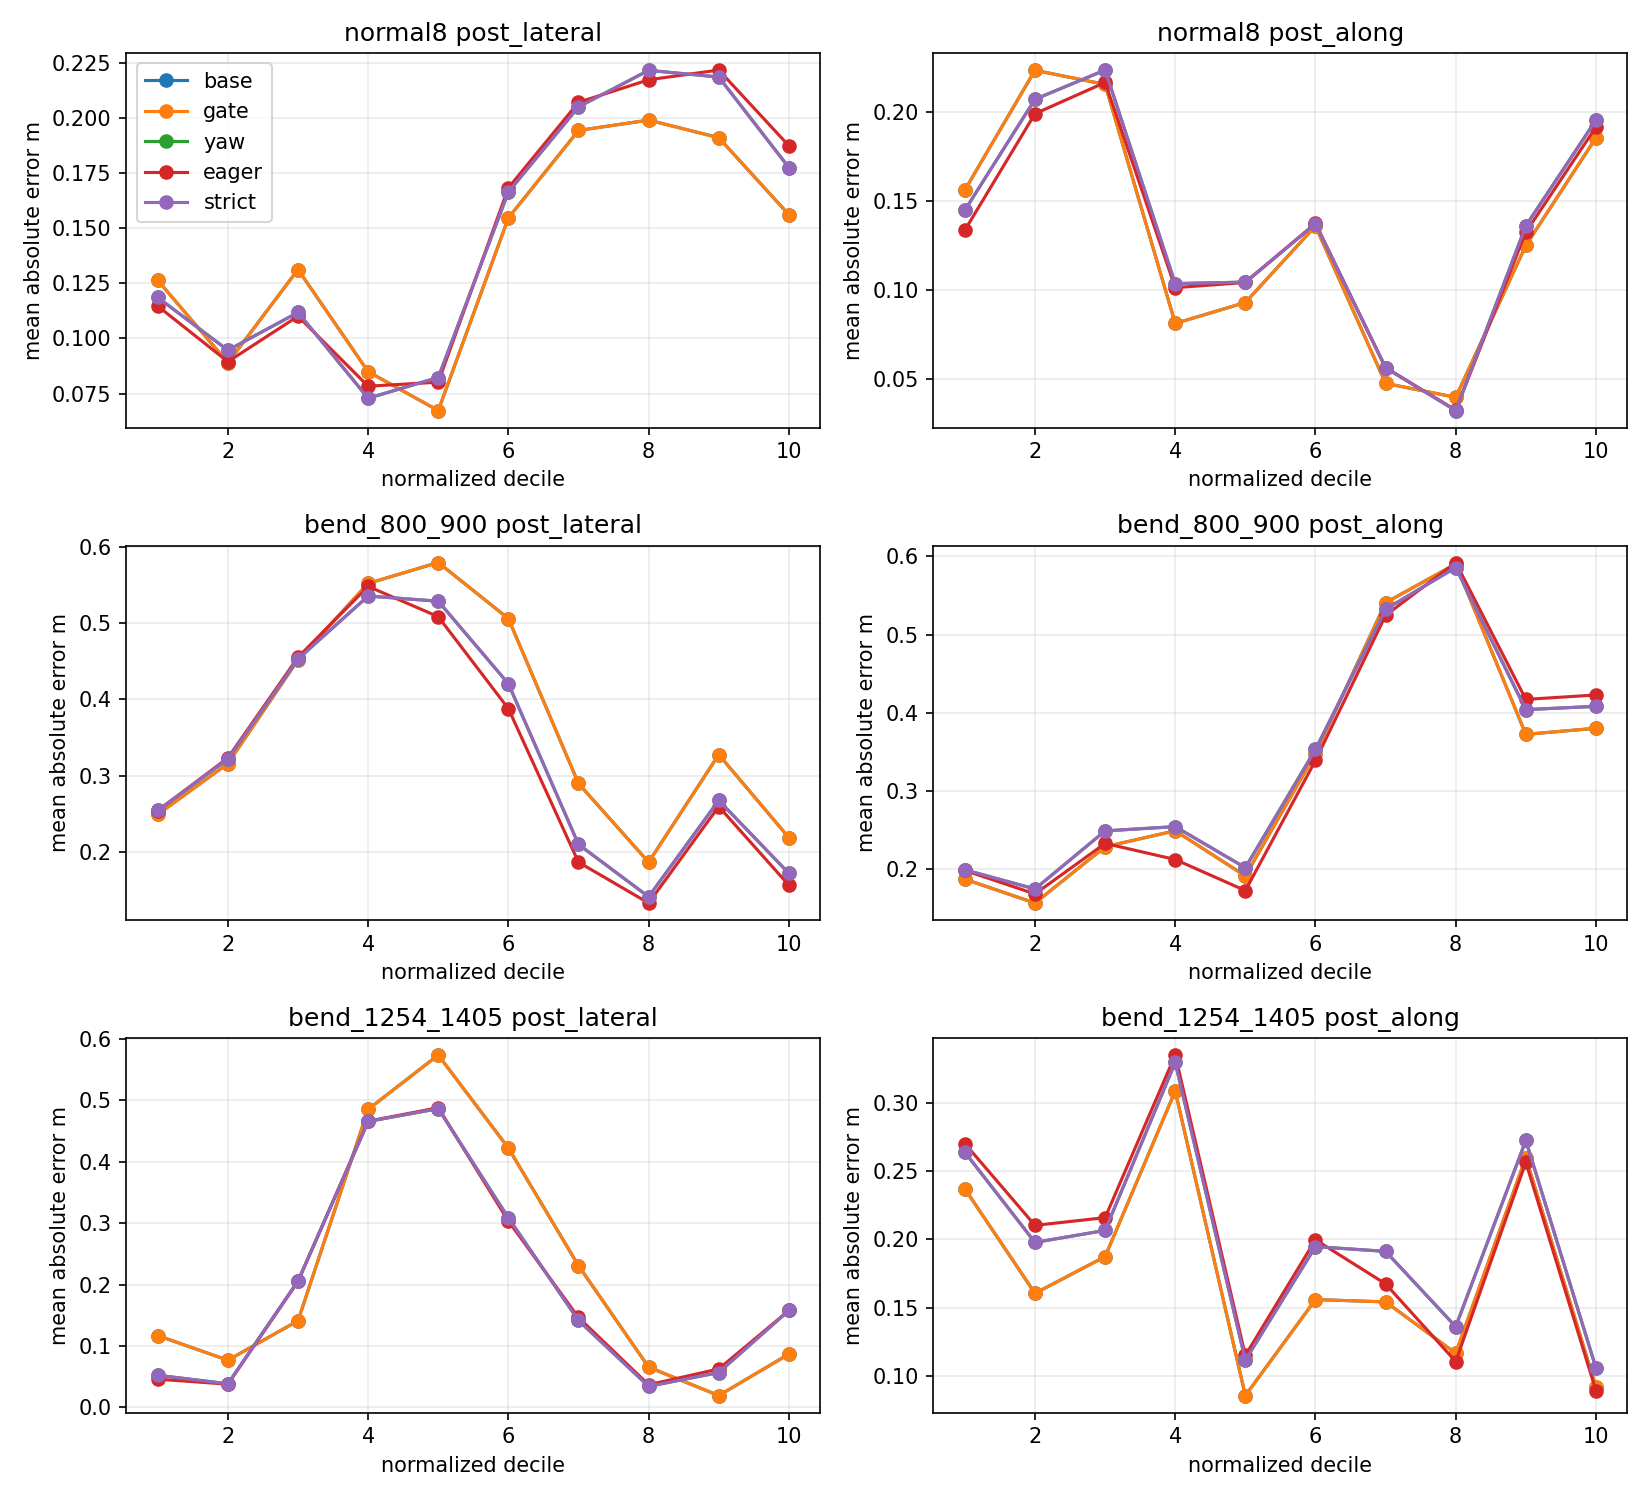 normal8 post_lateral
mean absolute error m
0.225
0.200
0.175
0.150
0.125
0.100
0.075
base
gate
yaw
eager
strict
2 4 6 8 10
normalized decile
normal8 post_along
mean absolute error m
0.20
0.15
0.10
0.05
2 4 6 8 10
normalized decile
bend_800_900 post_lateral
mean absolute error m
0.6
0.5
0.4
0.3
0.2
2 4 6 8 10
normalized decile
bend_800_900 post_along
mean absolute error m
0.6
0.5
0.4
0.3
0.2
2 4 6 8 10
normalized decile
bend_1254_1405 post_lateral
mean absolute error m
0.6
0.5
0.4
0.3
0.2
0.1
0.0
2 4 6 8 10
normalized decile
bend_1254_1405 post_along
mean absolute error m
0.30
0.25
0.20
0.15
0.10
2 4 6 8 10
normalized decile